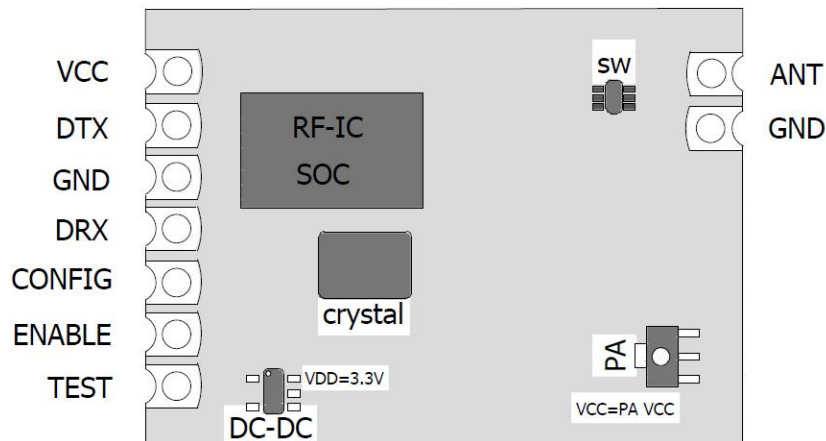 VCC
DTX
GND
DRX
CONFIG
ENABLE
TEST
RF-IC
SOC
crystal
VDD=3.3V
DC-DC
sw
ANT
GND
PA
VCC=PA VCC